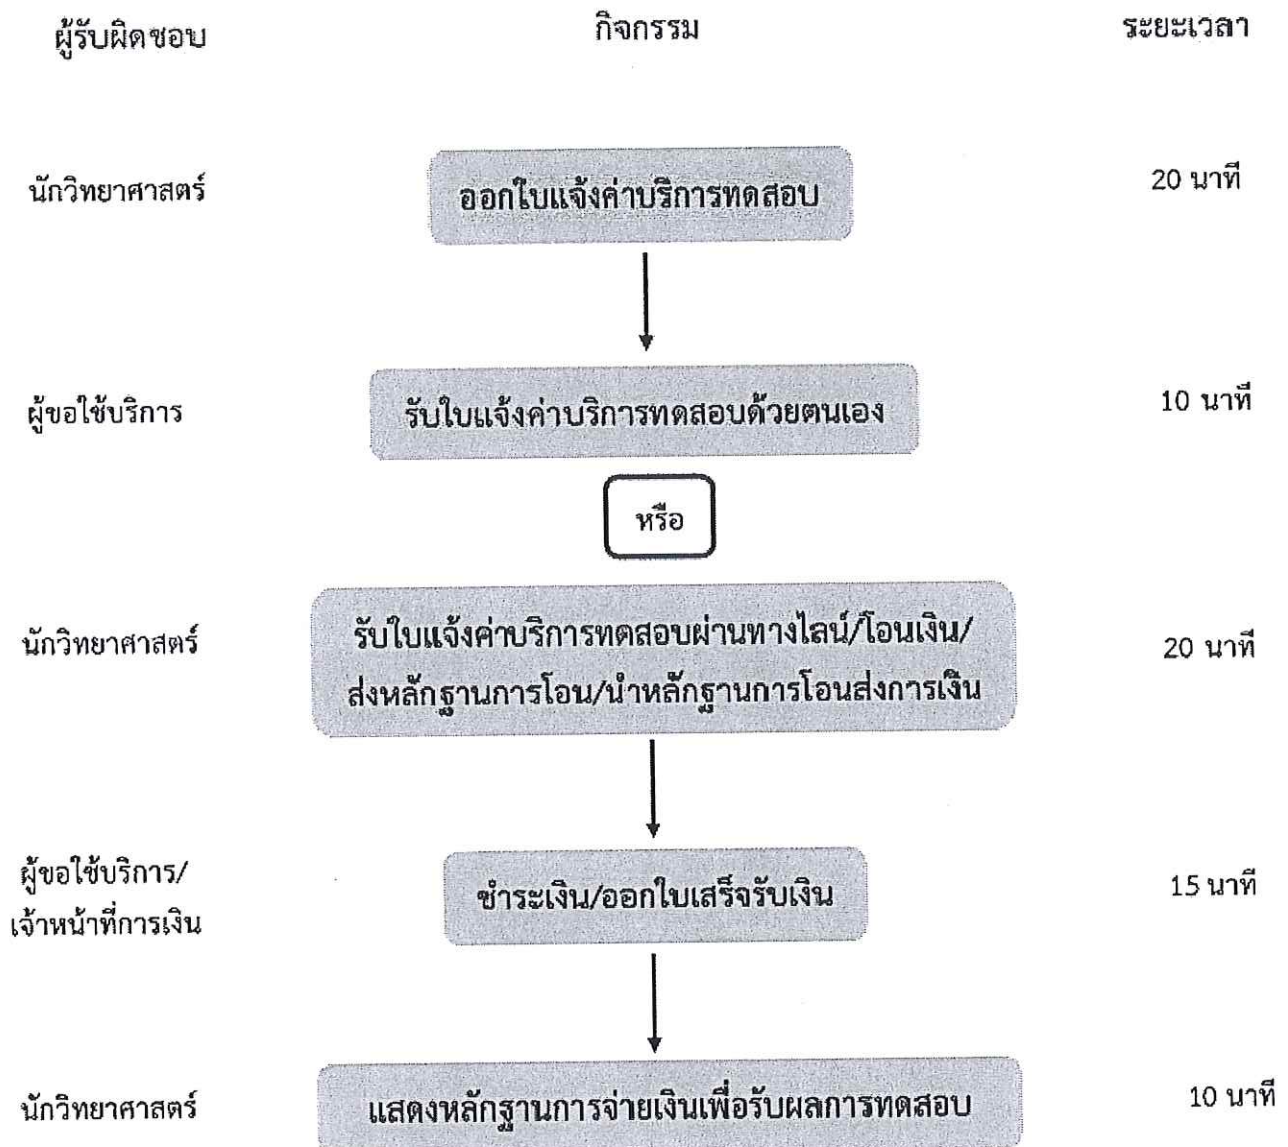 ผู้รับผิดชอบ กิจกรรม ระยะเวลา
นักวิทยาศาสตร์ ออกใบแจ้งค่าบริการทดสอบ 20 นาที
ผู้ขอใช้บริการ รับใบแจ้งค่าบริการทดสอบด้วยตนเอง 10 นาที
หรือ
นักวิทยาศาสตร์ รับใบแจ้งค่าบริการทดสอบผ่านทางไลน์/โอนเงิน/ 20 นาที
ส่งหลักฐานการโอน/นำหลักฐานการโอนส่งการเงิน
ผู้ขอใช้บริการ/ ชำระเงิน/ออกใบเสร็จรับเงิน 15 นาที
เจ้าหน้าที่การเงิน
นักวิทยาศาสตร์ แสดงหลักฐานการจ่ายเงินเพื่อรับผลการทดสอบ 10 นาที